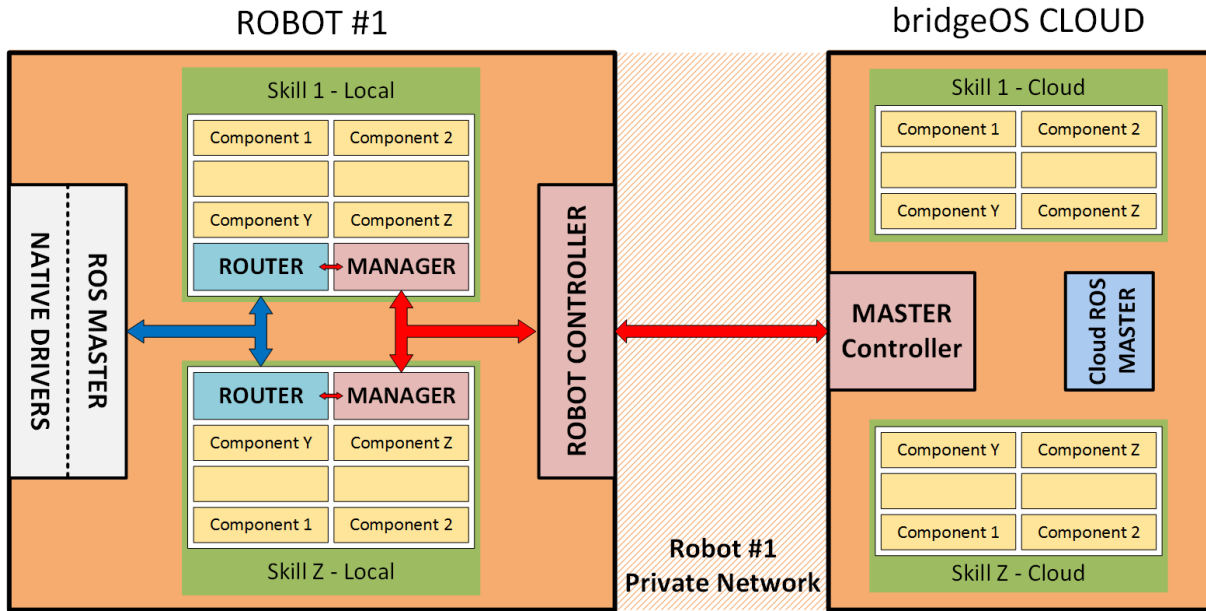 ROBOT #1
bridgeOS CLOUD
Skill 1 - Local
Component 1
Component 2
Component Y
Component Z
ROUTER
MANAGER
NATIVE DRIVERS
ROS MASTER
ROBOT CONTROLLER
ROUTER
MANAGER
Component Y
Component Z
Component 1
Component 2
Skill Z - Local
Robot #1
Private Network
Skill 1 - Cloud
Component 1
Component 2
Component Y
Component Z
MASTER
Controller
Cloud ROS
MASTER
Component Y
Component Z
Component 1
Component 2
Skill Z - Cloud